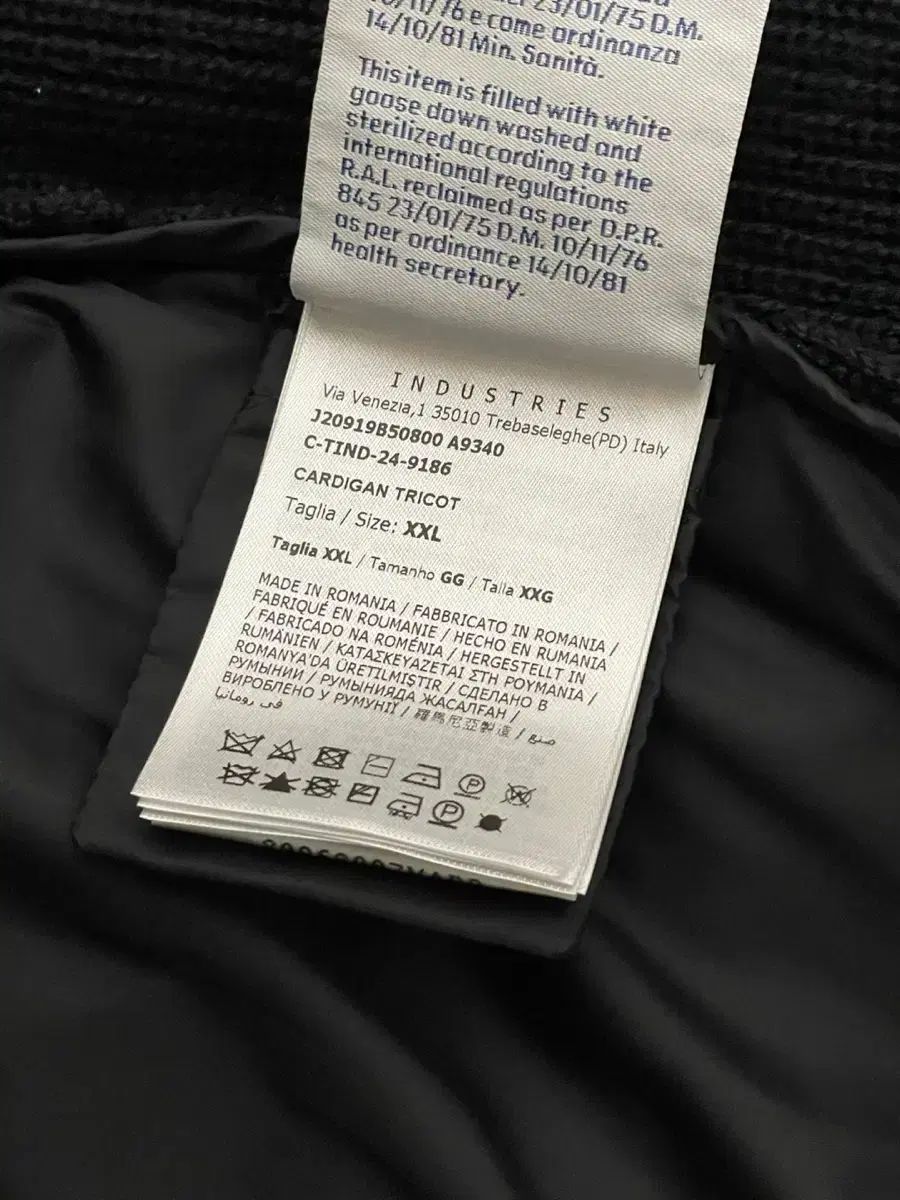 23/01/75 D.M.
10/11/76 e come ordinanza
14/10/81 Min. Sanità.
This item is filled with white
goose down washed and
sterilized according to the
international regulations
R.A.L. reclaimed as per D.P.R.
845 23/01/75 D.M. 10/11/76
as per ordinance 14/10/81
health secretary.
INDUSTRIES
Via Venezia,1 35010 Trebaseleghe(PD) Italy
J20919B50800 A9340
C-TIND-24-9186
CARDIGAN TRICOT
Taglia / Size: XXL
Taglia XXL / Tamanho GG / Talla XXG
MADE IN ROMANIA / FABBRICATO IN ROMANIA /
FABRIQUÉ EN ROUMANIE / HECHO EN RUMANIA
/ FABRICADO NA ROMÉNIA / HERGESTELLT IN
RUMÄNIEN / ΚΑΤΑΣΚΕΥΑΖΕΤΑΙ ΣΤΗ ΡΟΥΜΑΝΙΑ /
ROMANYA'DA ÜRETILMIŞTIR / СДЕЛАНО В
РУМЫНИИ / РУМЫНИЯДА ЖАСАЛҒАН /
ВИРОБЛЕНО У РУМУНІЇ / 羅馬尼亞製造 / صنع
في رومانيا
P
P